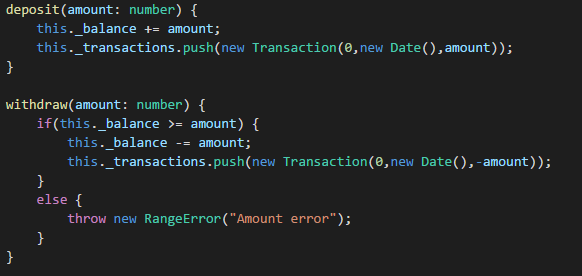 deposit(amount: number) {
    this._balance += amount;
    this._transactions.push(new Transaction(0,new Date(),amount));
}

withdraw(amount: number) {
    if(this._balance >= amount) {
        this._balance -= amount;
        this._transactions.push(new Transaction(0,new Date(),-amount));
    }
    else {
        throw new RangeError("Amount error");
    }
}